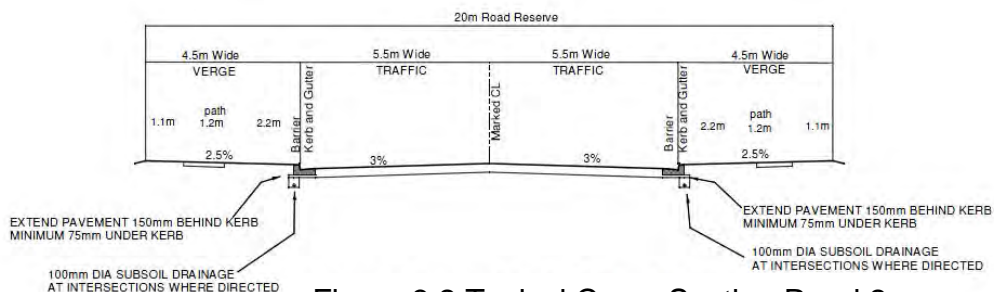 20m Road Reserve
4.5m Wide 5.5m Wide 5.5m Wide 4.5m Wide
VERGE TRAFFIC TRAFFIC VERGE
Barrier
Kerb and Gutter
Marked CL
Barrier
Kerb and Gutter
path path
1.1m 1.2m 2.2m 2.2m 1.2m 1.1m
2.5% 3% 3% 2.5%
EXTEND PAVEMENT 150mm BEHIND KERB
MINIMUM 75mm UNDER KERB
EXTEND PAVEMENT 150mm BEHIND KERB
MINIMUM 75mm UNDER KERB
100mm DIA SUBSOIL DRAINAGE
AT INTERSECTIONS WHERE DIRECTED
100mm DIA SUBSOIL DRAINAGE
AT INTERSECTIONS WHERE DIRECTED